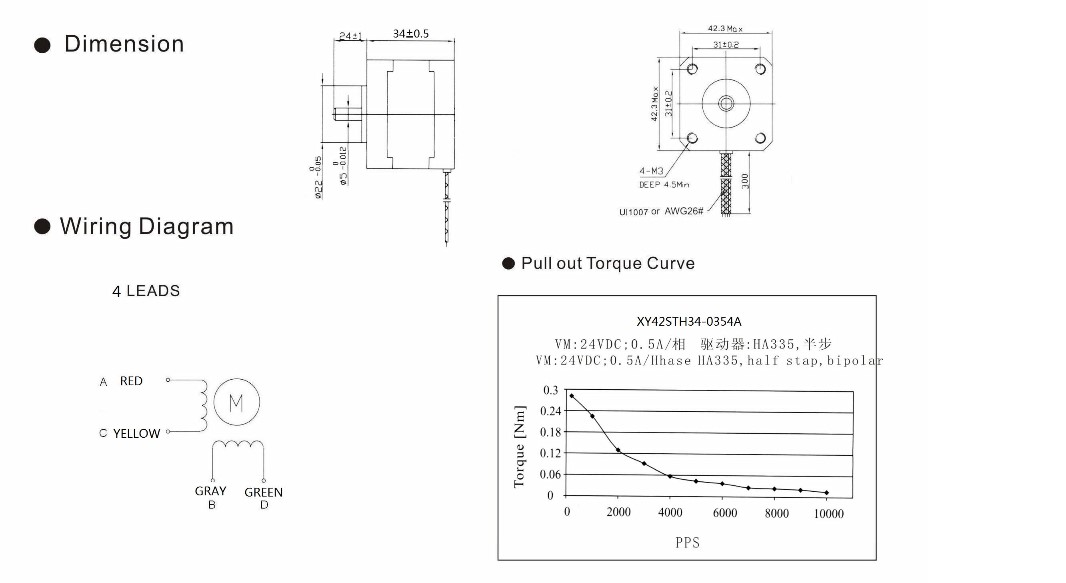 Dimension
24±1
34±0.5
Ø22 0 -0.05
Ø5 0 -0.012
42.3 Max
31±0.2
42.3 Max
31±0.2
4-M3
DEEP 4.5Min
300
UI1007 or AWG26#
Wiring Diagram
4 LEADS
A RED
M
C YELLOW
GRAY GREEN
B D
Pull out Torque Curve
XY42STH34-0354A
VM:24VDC;0.5A/相 驱动器:HA335,半步
VM:24VDC;0.5A/Hhase HA335,half stap,bipolar
Torque [Nm]
0.3
0.24
0.18
0.12
0.06
0
0 2000 4000 6000 8000 10000
PPS